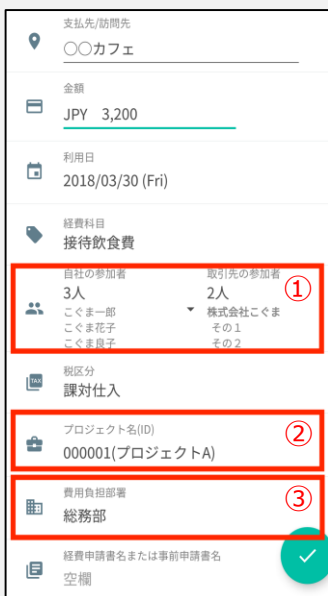 支払先/訪問先
○○カフェ
金額
JPY 3,200
利用日
2018/03/30 (Fri)
経費科目
接待飲食費
自社の参加者 取引先の参加者 ①
3人 2人
こぐま一郎 株式会社こぐま
こぐま花子 その１
こぐま良子 その２
TAX 税区分
課対仕入
プロジェクト名(ID) ②
000001(プロジェクトA)
費用負担部署 ③
総務部
経費申請書名または事前申請書名
空欄